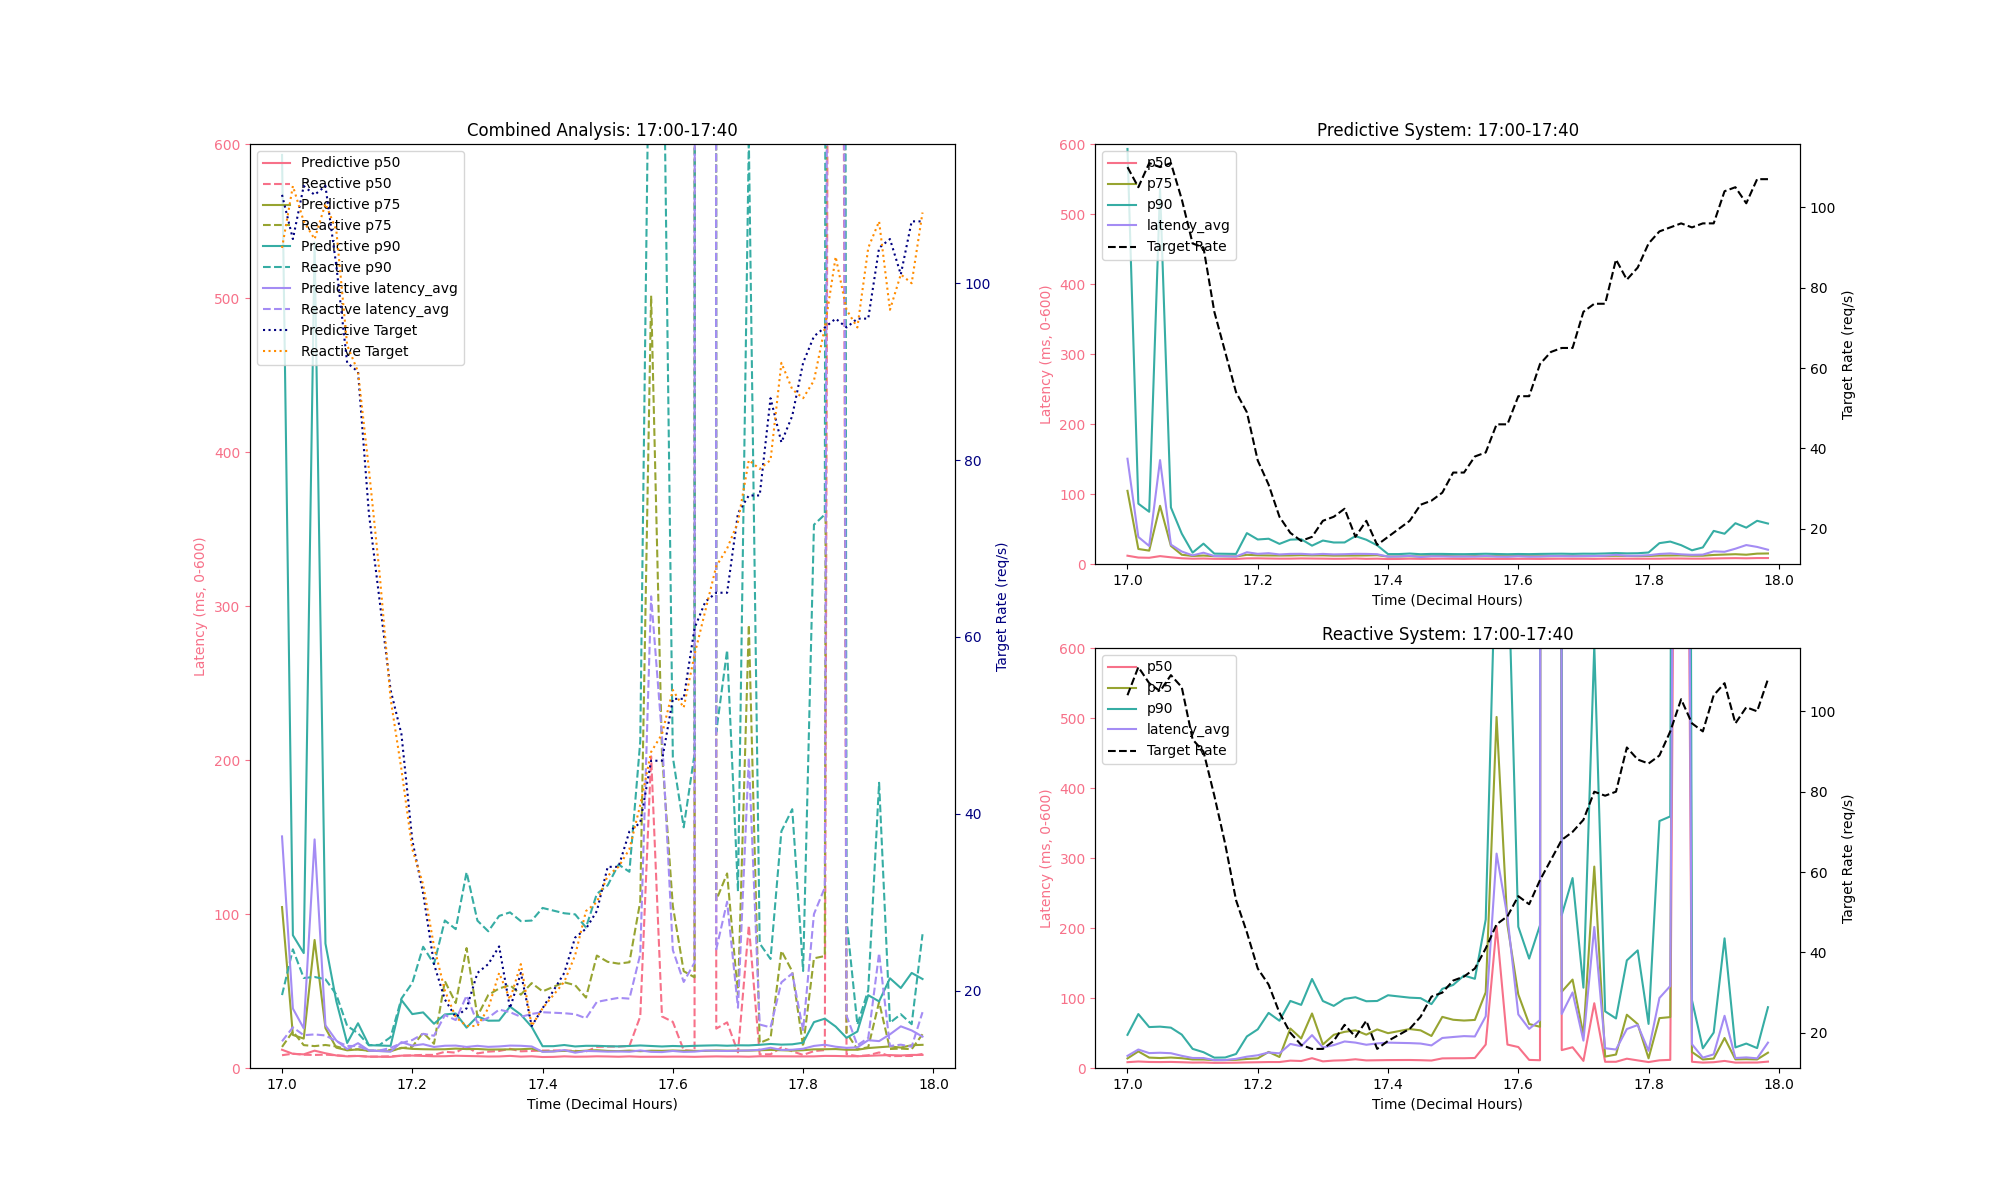 Combined Analysis: 17:00-17:40
Predictive p50
Reactive p50
Predictive p75
Reactive p75
Predictive p90
Reactive p90
Predictive latency_avg
Reactive latency_avg
Predictive Target
Reactive Target
600
500
400
300
200
100
0
Latency (ms, 0-600)
100
80
60
40
20
Target Rate (req/s)
17.0 17.2 17.4 17.6 17.8 18.0
Time (Decimal Hours)
Predictive System: 17:00-17:40
p50
p75
p90
latency_avg
Target Rate
600
500
400
300
200
100
0
Latency (ms, 0-600)
100
80
60
40
20
Target Rate (req/s)
17.0 17.2 17.4 17.6 17.8 18.0
Time (Decimal Hours)
Reactive System: 17:00-17:40
p50
p75
p90
latency_avg
Target Rate
600
500
400
300
200
100
0
Latency (ms, 0-600)
100
80
60
40
20
Target Rate (req/s)
17.0 17.2 17.4 17.6 17.8 18.0
Time (Decimal Hours)